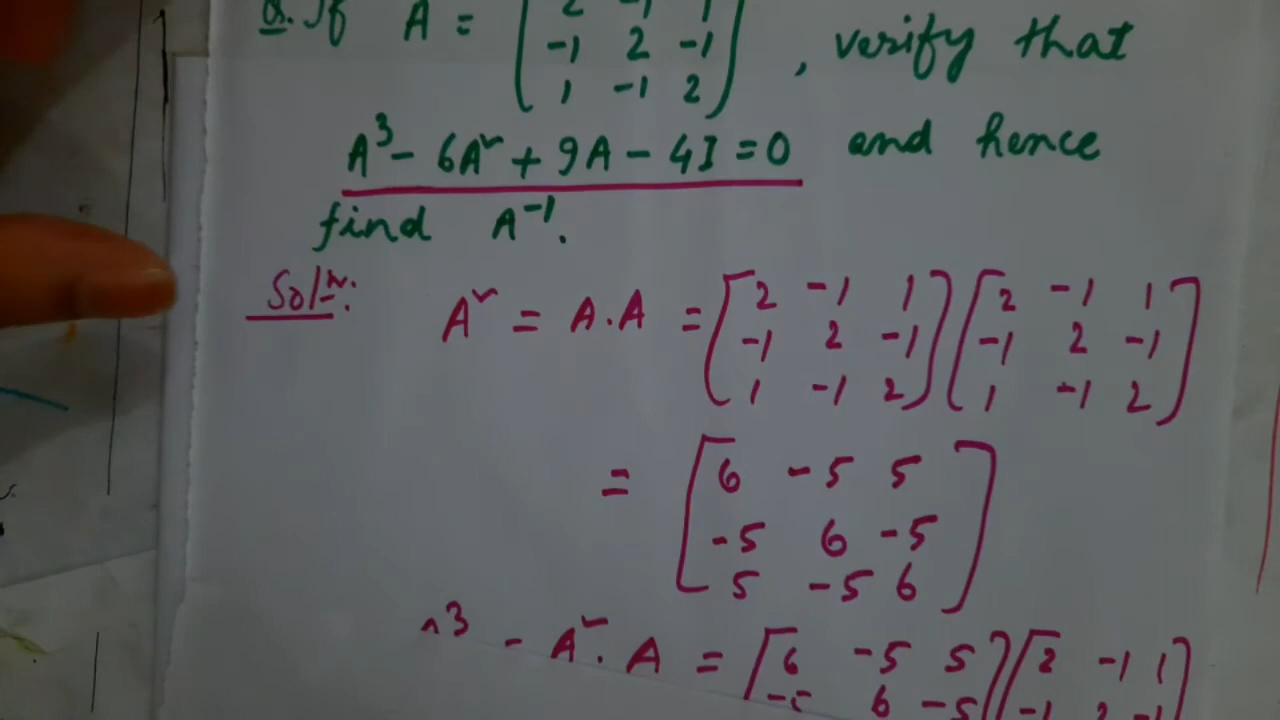 Q. If A = [2 -1 1
-1 2 -1 , verify that
1 -1 2]
A³ - 6A² + 9A - 4I = 0 and hence
find A⁻¹.
Solⁿ: A² = A.A = [2 -1 1 [2 -1 1
-1 2 -1 -1 2 -1
1 -1 2] 1 -1 2]
= [6 -5 5
-5 6 -5
5 -5 6]
A³ = A².A = [6 -5 5] [2 -1 1]
-5 6 -5 -1 2 -1